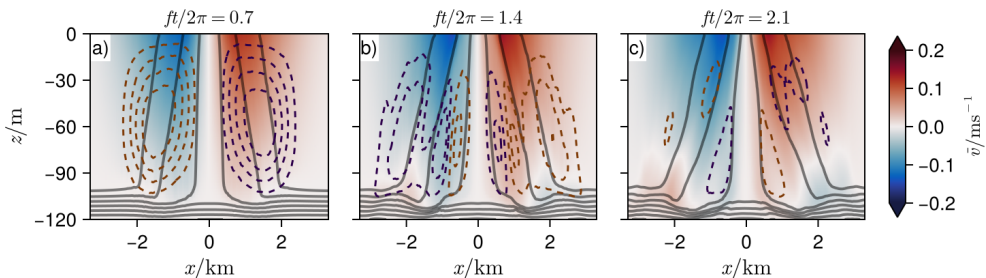 ft/2π = 0.7
ft/2π = 1.4
ft/2π = 2.1
a)
b)
c)
0
−30
−60
−90
−120
z/m
−2
0
2
−2
0
2
−2
0
2
x/km
x/km
x/km
0.2
0.1
0.0
−0.1
−0.2
v̄/ms⁻¹